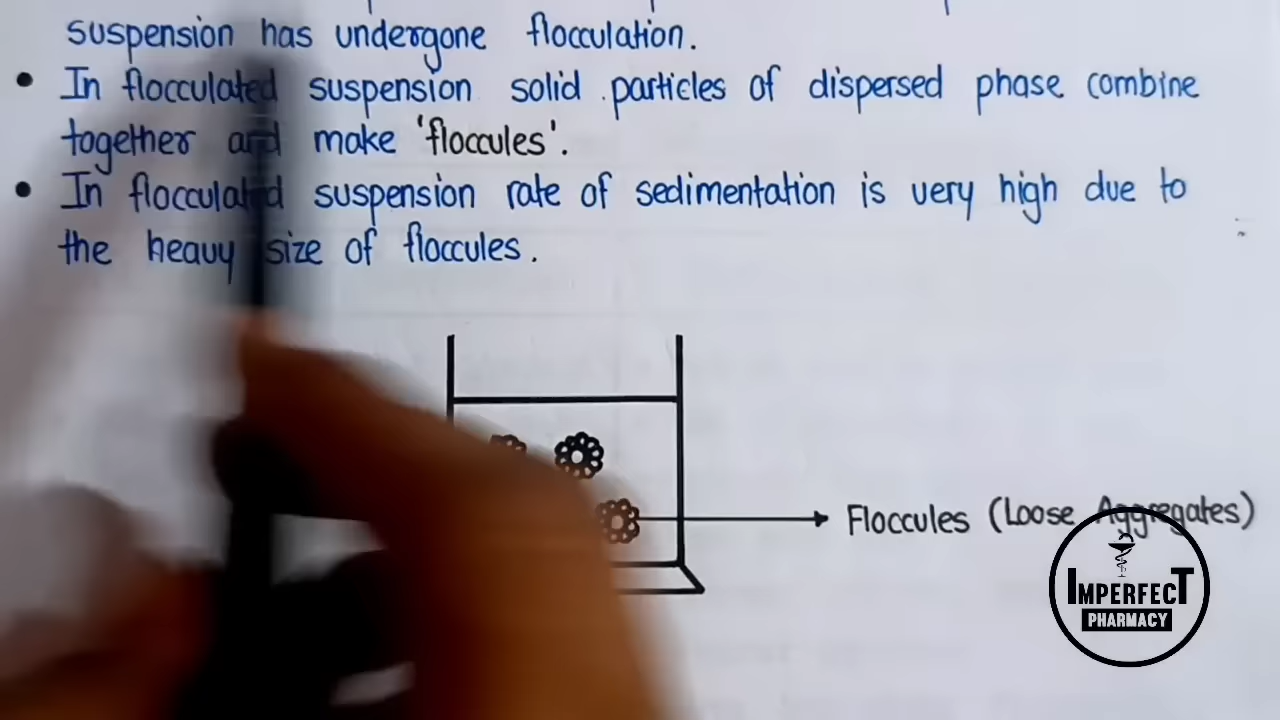 suspension has undergone flocculation.
• In flocculated suspension solid particles of dispersed phase combine
together and make 'floccules'.
• In flocculated suspension rate of sedimentation is very high due to
the heavy size of floccules.
Floccules (Loose Aggregates)
IMPERFECT
PHARMACY